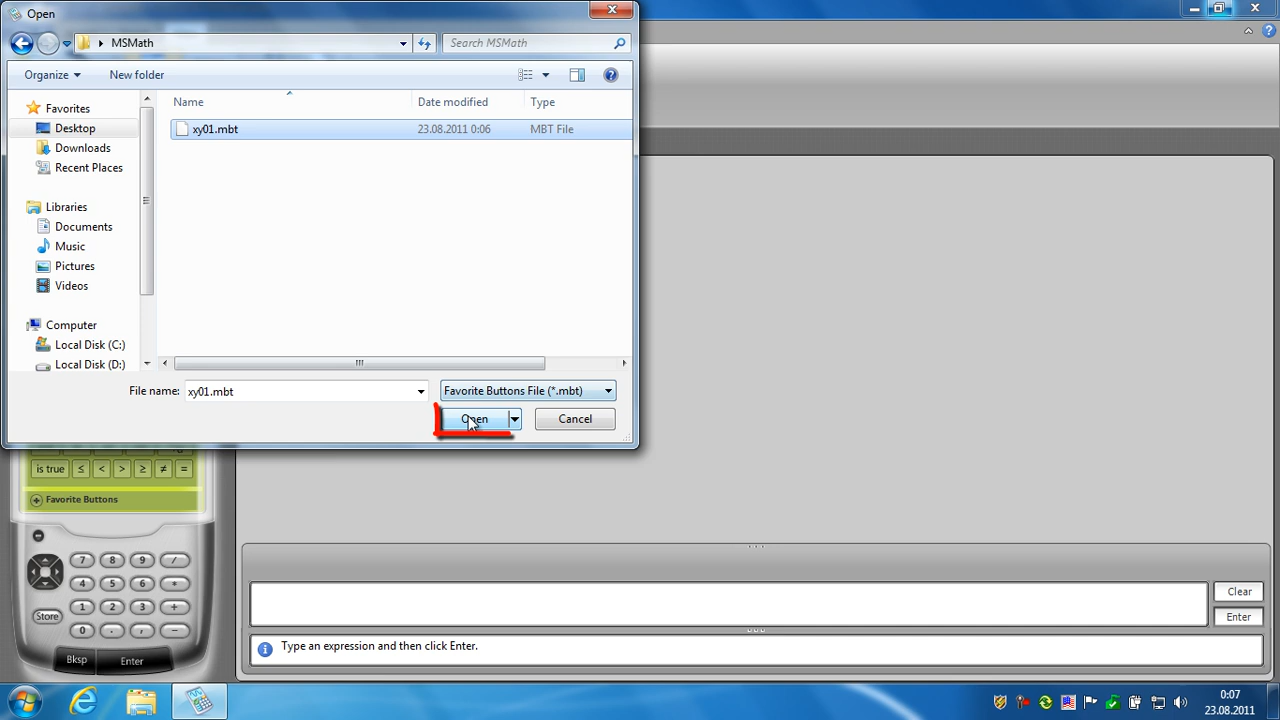 Open
MSMath
Search MSMath
Organize
New folder
Name
Date modified
Type
Favorites
Desktop
Downloads
Recent Places
Libraries
Documents
Music
Pictures
Videos
Computer
Local Disk (C:)
Local Disk (D:)
xy01.mbt
23.08.2011 0:06
MBT File
File name:
xy01.mbt
Favorite Buttons File (*.mbt)
Open
Cancel
is true ≤ < > ≥ ≠ =
Favorite Buttons
7 8 9 /
4 5 6 *
Store 1 2 3 +
0 . , −
Bksp Enter
Clear
Enter
Type an expression and then click Enter.
0:07
23.08.2011